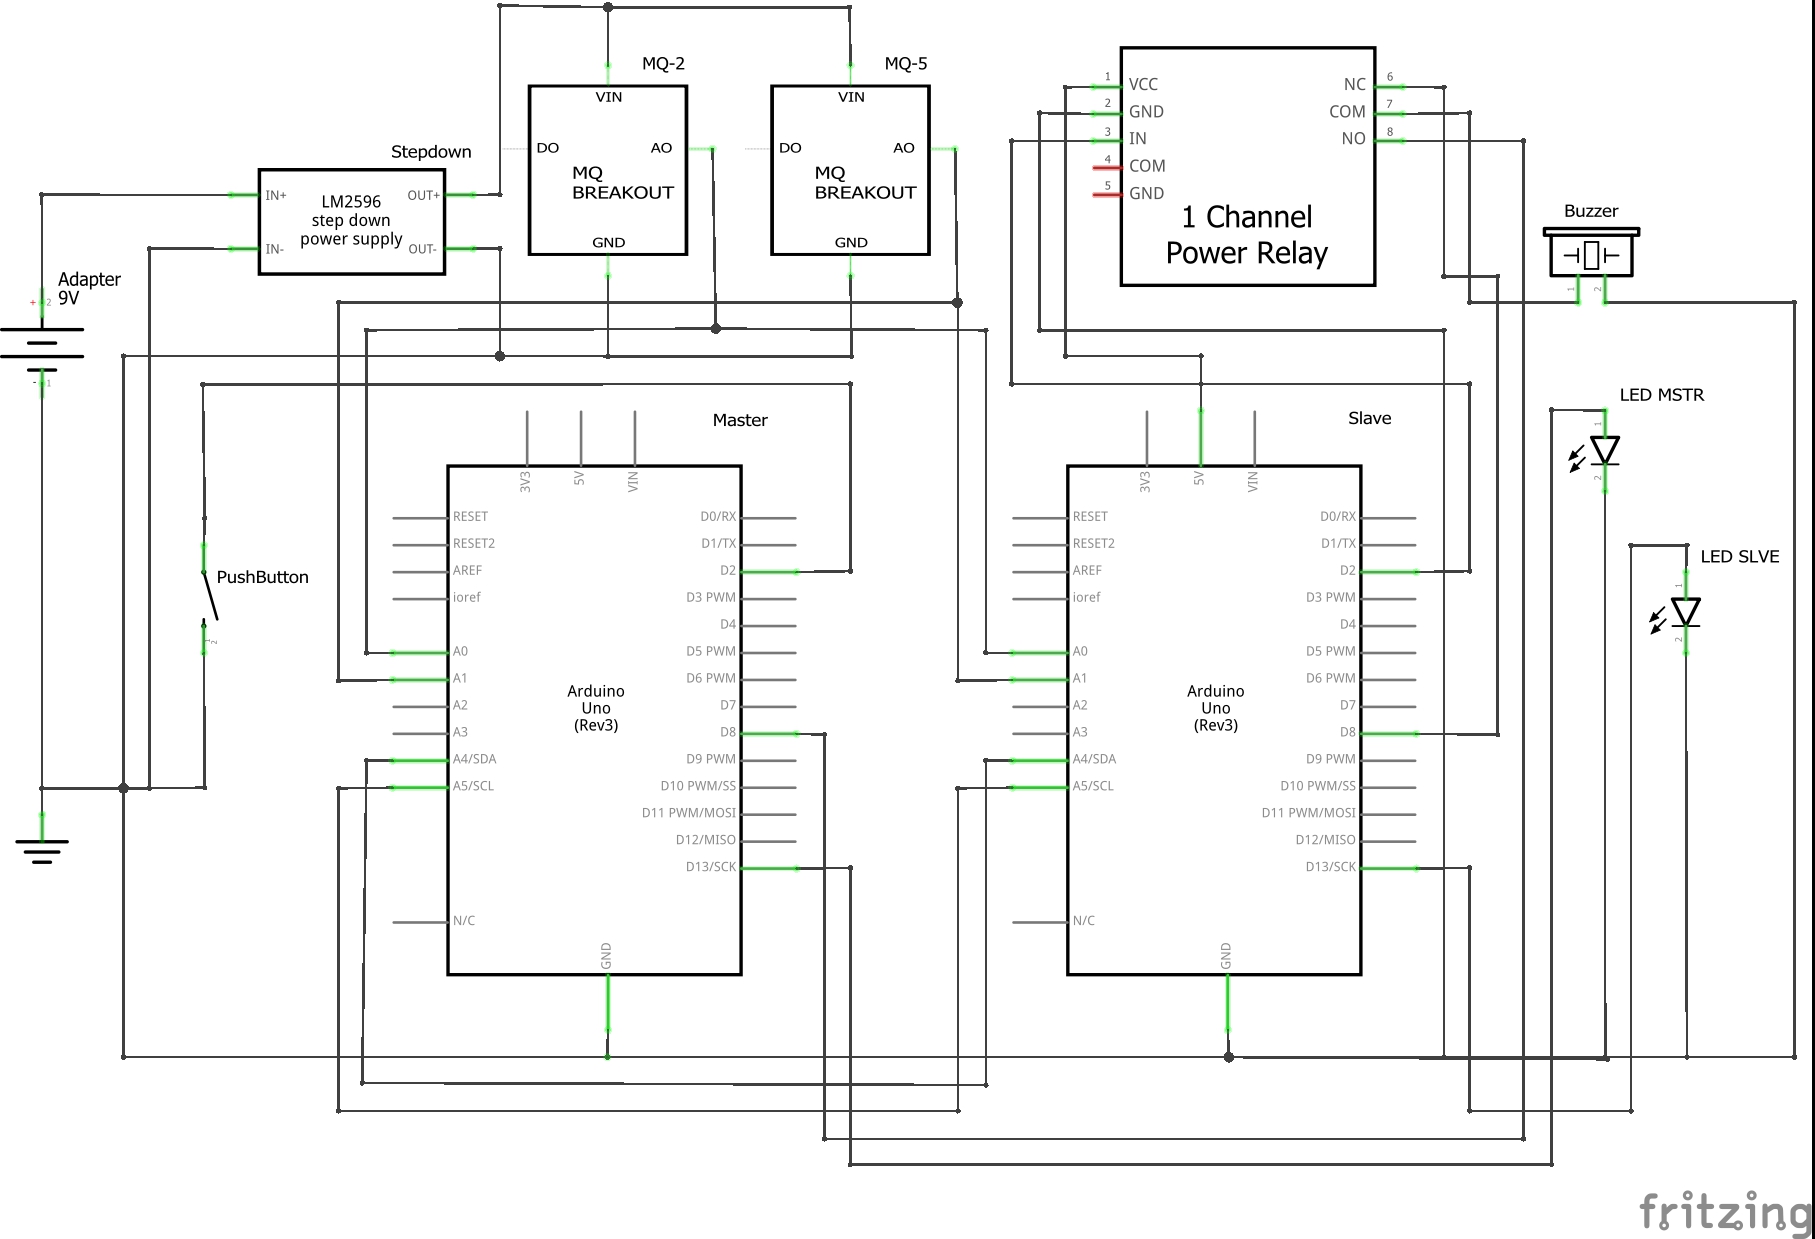 MQ-2
MQ-5
VIN
DO
AO
MQ
BREAKOUT
GND
VIN
DO
AO
MQ
BREAKOUT
GND
1
VCC
2
GND
3
IN
4
COM
5
GND
NC
6
COM
7
NO
8
1 Channel
Power Relay
Stepdown
IN+
OUT+
LM2596
step down
power supply
IN-
OUT-
Buzzer
1
2
Adapter
9V
+
2
-
1
LED MSTR
1
2
LED SLVE
1
2
Master
3V3
5V
VIN
RESET
RESET2
AREF
ioref
A0
A1
A2
A3
A4/SDA
A5/SCL
N/C
D0/RX
D1/TX
D2
D3 PWM
D4
D5 PWM
D6 PWM
D7
D8
D9 PWM
D10 PWM/SS
D11 PWM/MOSI
D12/MISO
D13/SCK
Arduino
Uno
(Rev3)
GND
Slave
3V3
5V
VIN
RESET
RESET2
AREF
ioref
A0
A1
A2
A3
A4/SDA
A5/SCL
N/C
D0/RX
D1/TX
D2
D3 PWM
D4
D5 PWM
D6 PWM
D7
D8
D9 PWM
D10 PWM/SS
D11 PWM/MOSI
D12/MISO
D13/SCK
Arduino
Uno
(Rev3)
GND
PushButton
2
fritzing